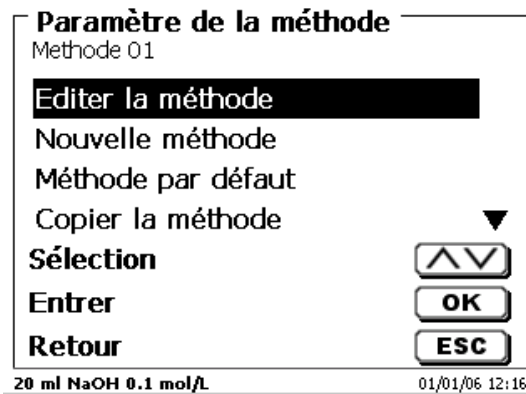 Paramètre de la méthode
Methode 01
Editer la méthode
Nouvelle méthode
Méthode par défaut
Copier la méthode
Sélection
Entrer OK
Retour ESC
20 ml NaOH 0.1 mol/L 01/01/06 12:16